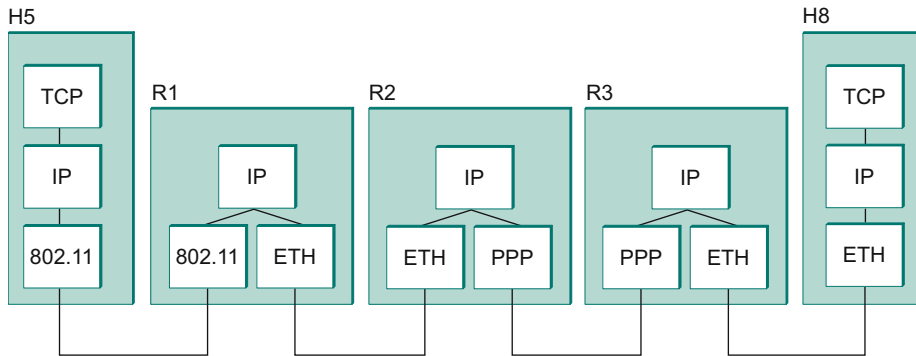 H5
H8
TCP
R1
R2
R3
TCP
IP
IP
IP
IP
IP
802.11
802.11
ETH
ETH
PPP
PPP
ETH
ETH